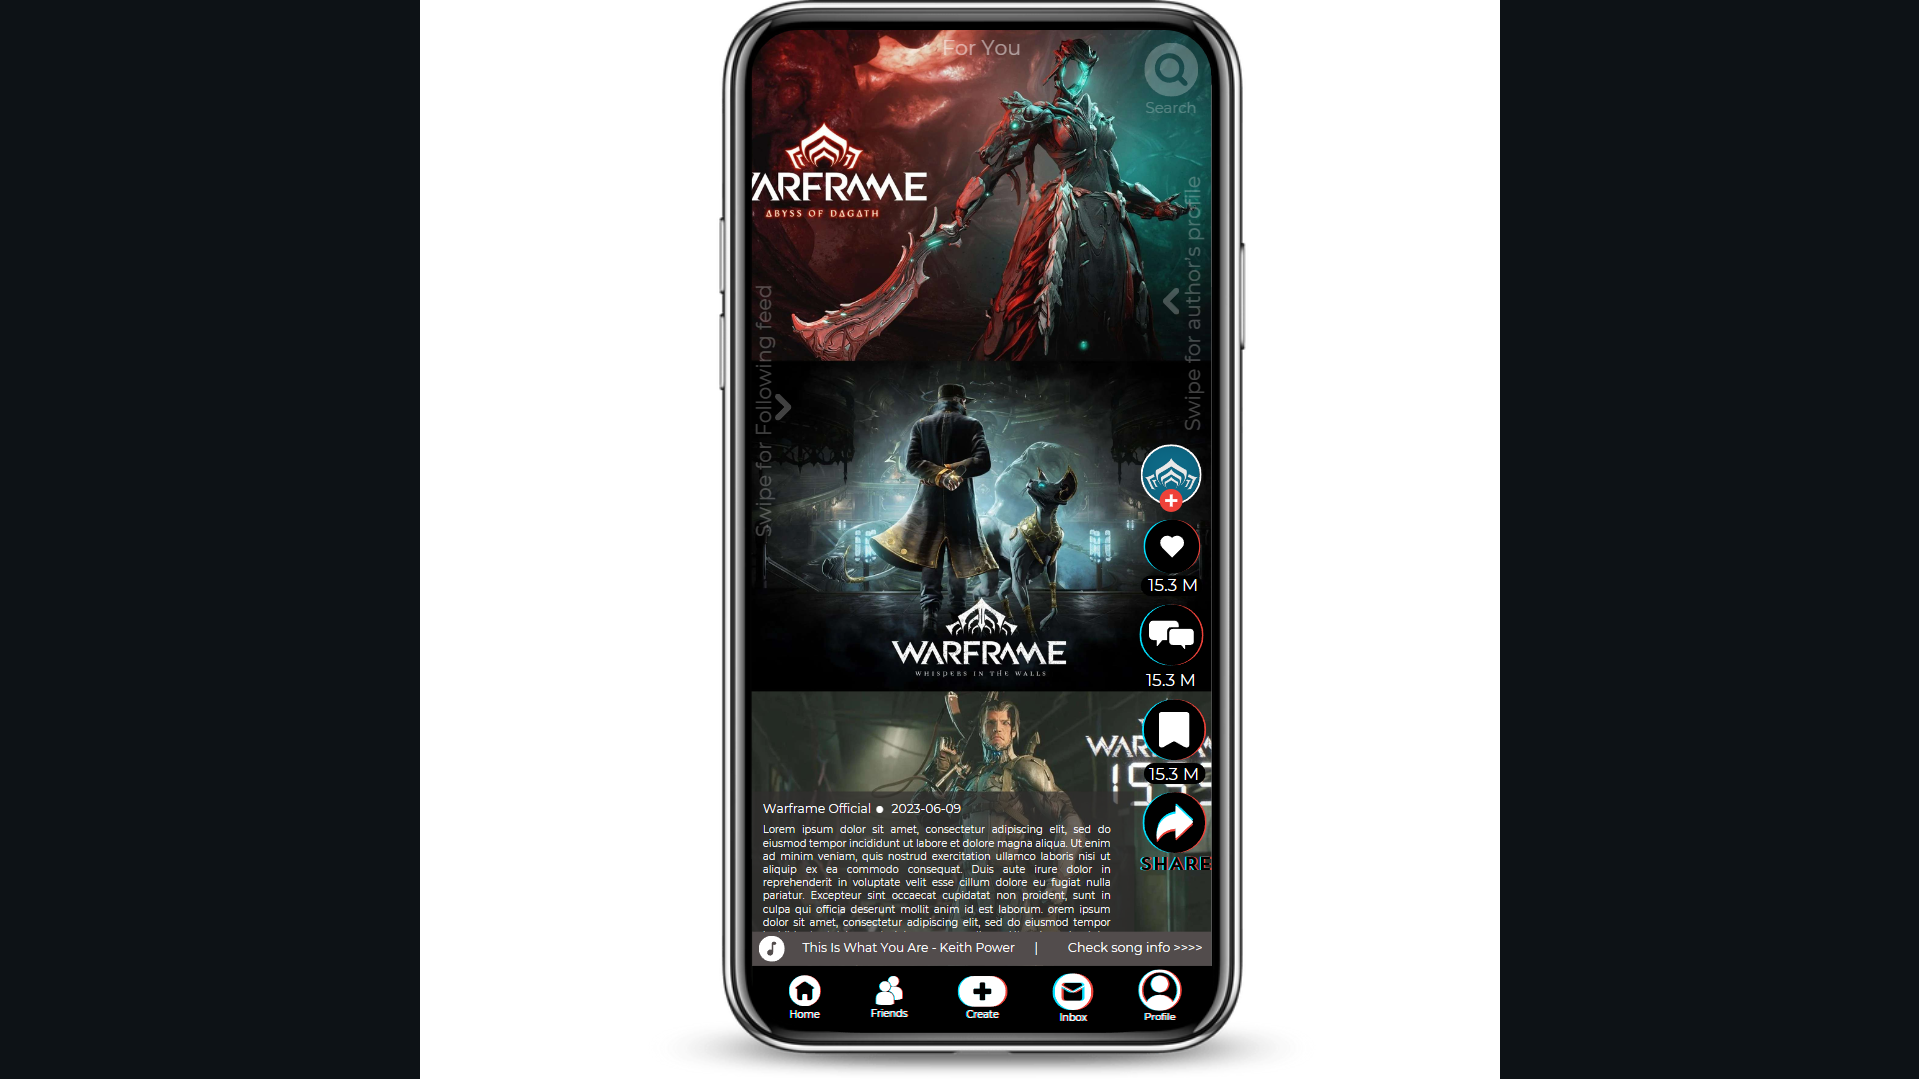 For You
Search
WARFRAME
ABYSS OF DAGATH
Swipe for author's profile
Swipe for Following feed
15.3 M
WARFRAME
WHISPERS IN THE WALLS
15.3 M
15.3 M
Warframe Official ● 2023-06-09
Lorem ipsum dolor sit amet, consectetur adipiscing elit, sed do
eiusmod tempor incididunt ut labore et dolore magna aliqua. Ut enim
ad minim veniam, quis nostrud exercitation ullamco laboris nisi ut
aliquip ex ea commodo consequat. Duis aute irure dolor in
reprehenderit in voluptate velit esse cillum dolore eu fugiat nulla
pariatur. Excepteur sint occaecat cupidatat non proident, sunt in
culpa qui officia deserunt mollit anim id est laborum. orem ipsum
dolor sit amet, consectetur adipiscing elit, sed do eiusmod tempor
SHARE
This Is What You Are - Keith Power | Check song info >>>>
Home
Friends
Create
Inbox
Profile